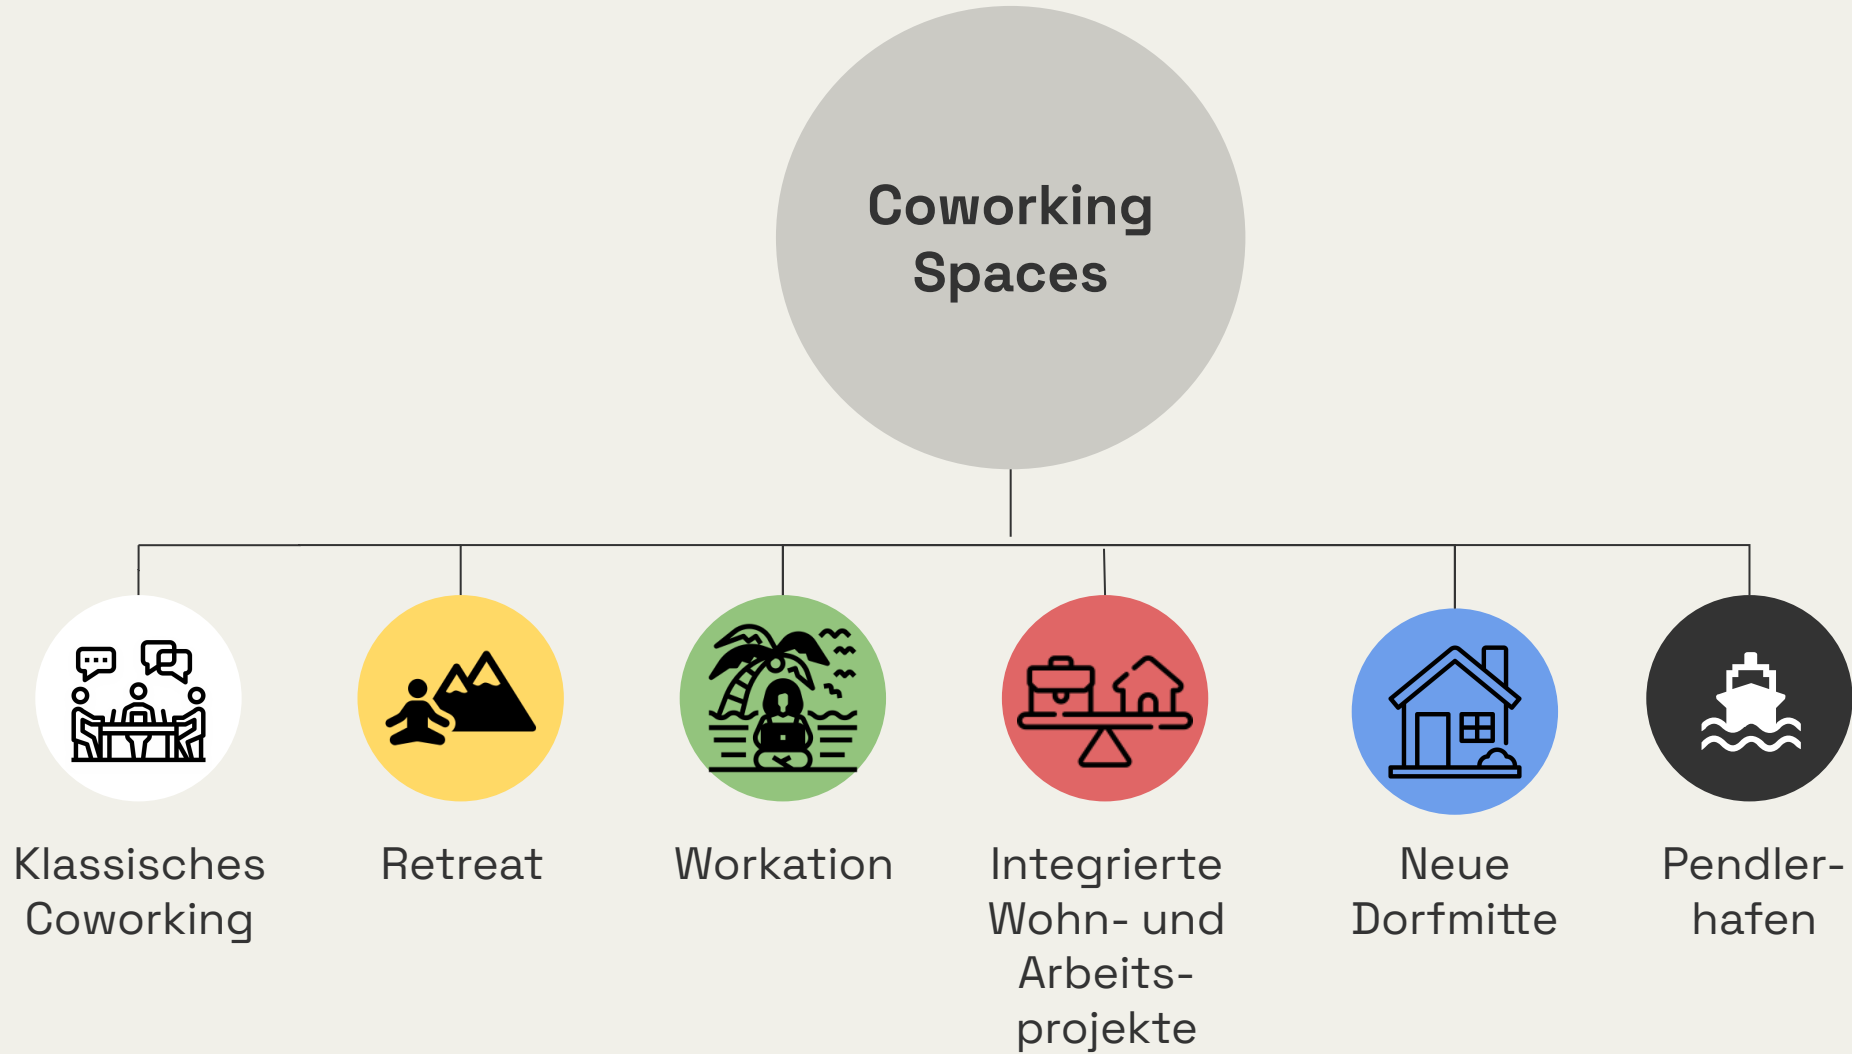 Coworking
Spaces
Klassisches
Coworking
Retreat
Workation
Integrierte
Wohn- und
Arbeits-
projekte
Neue
Dorfmitte
Pendler-
hafen